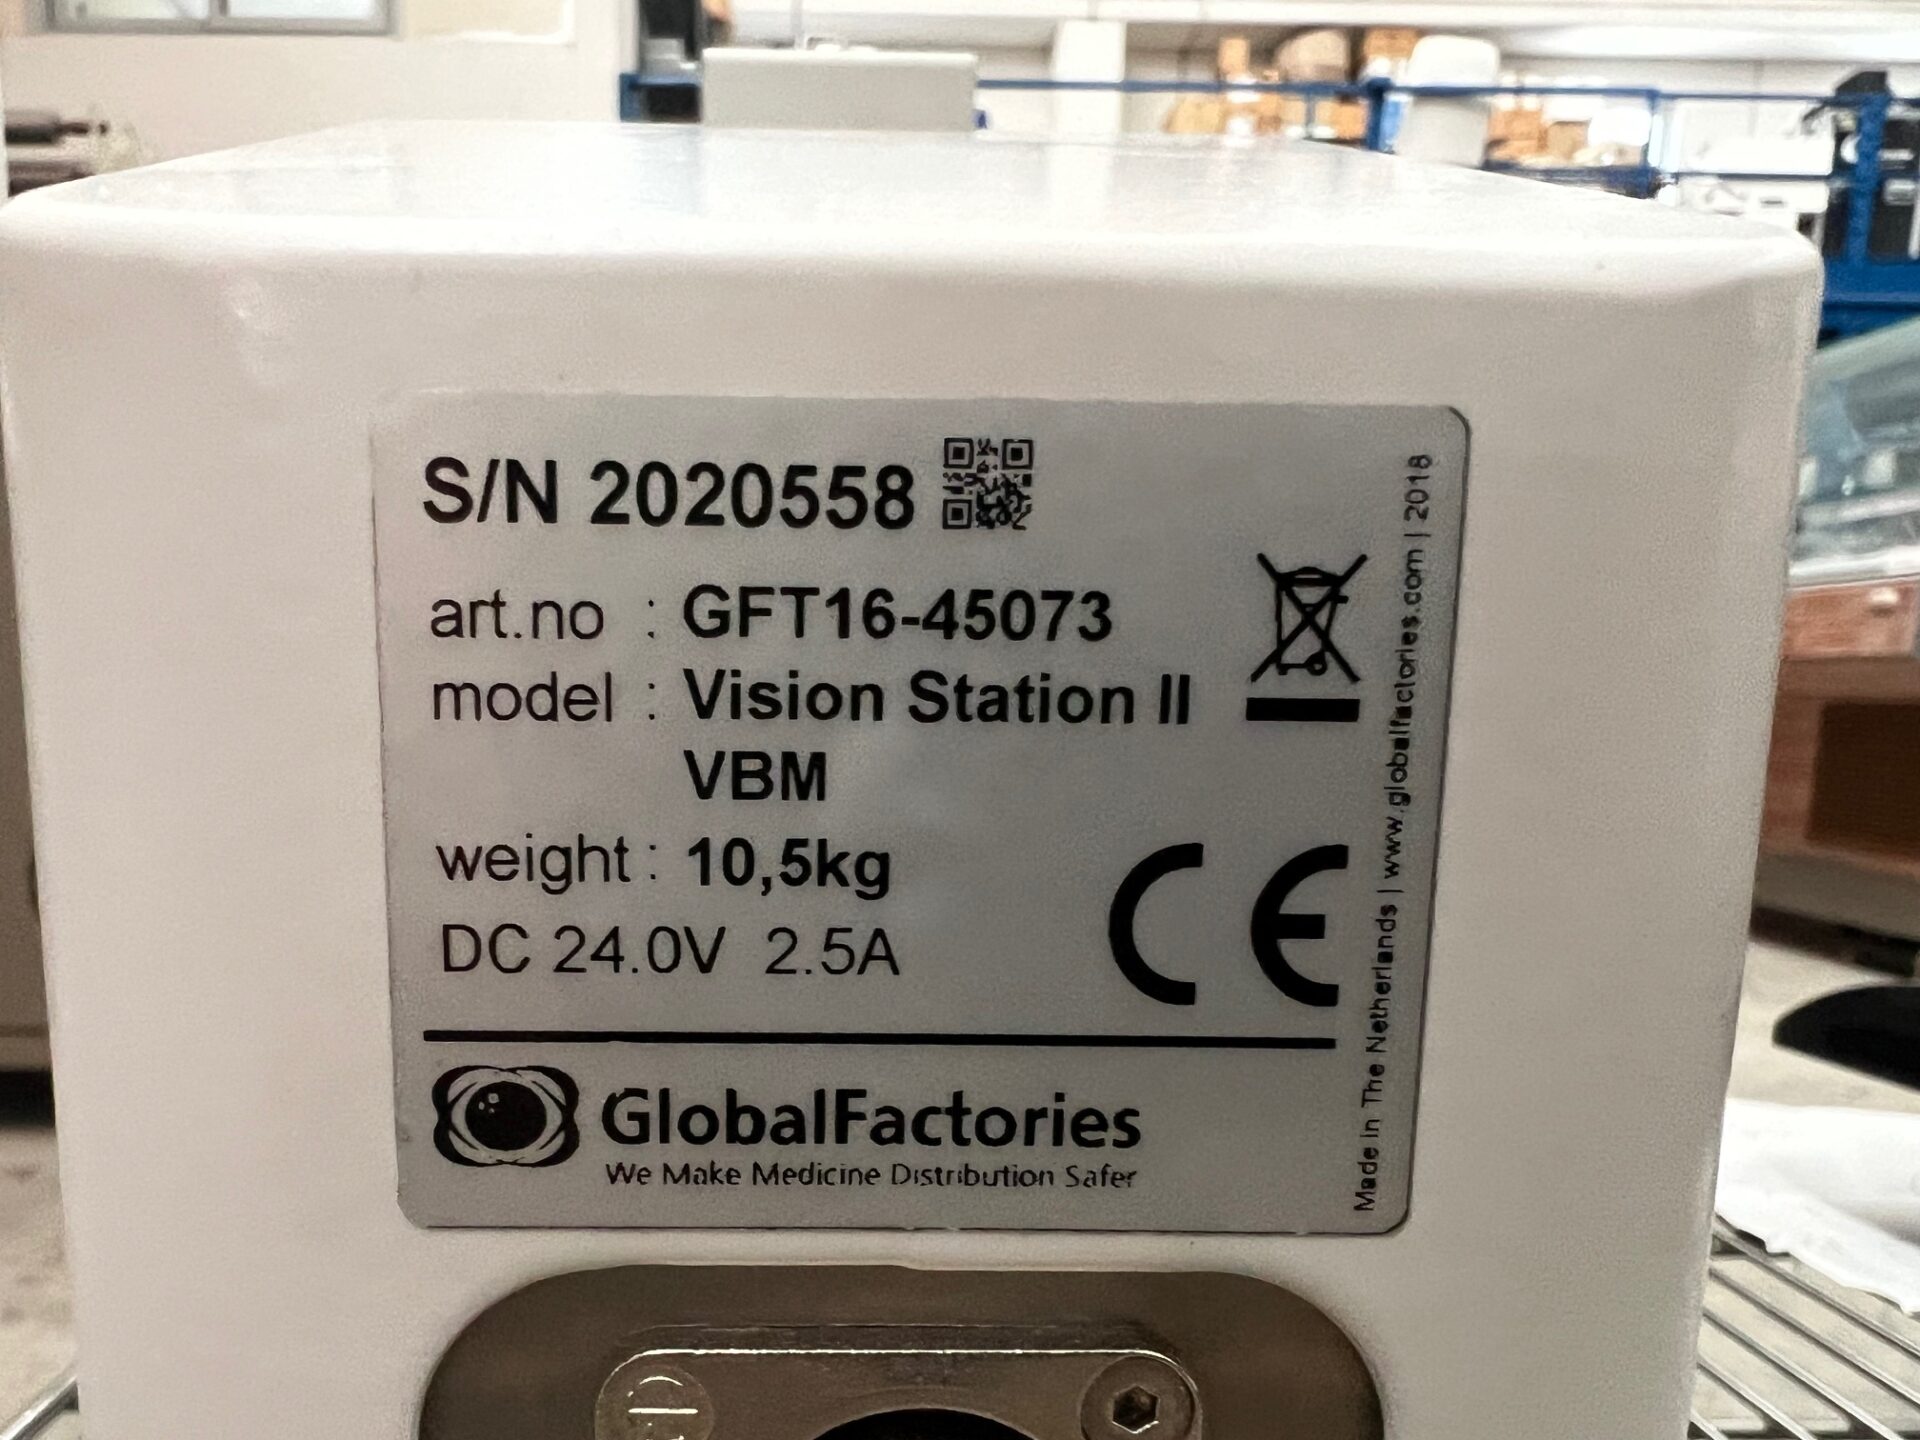 S/N 2020558
art.no : GFT16-45073
model : Vision Station II
VBM
weight : 10,5kg
DC 24.0V 2.5A
CE
GlobalFactories
We Make Medicine Distribution Safer
Made in The Netherlands | www.globalfactories.com | 2018